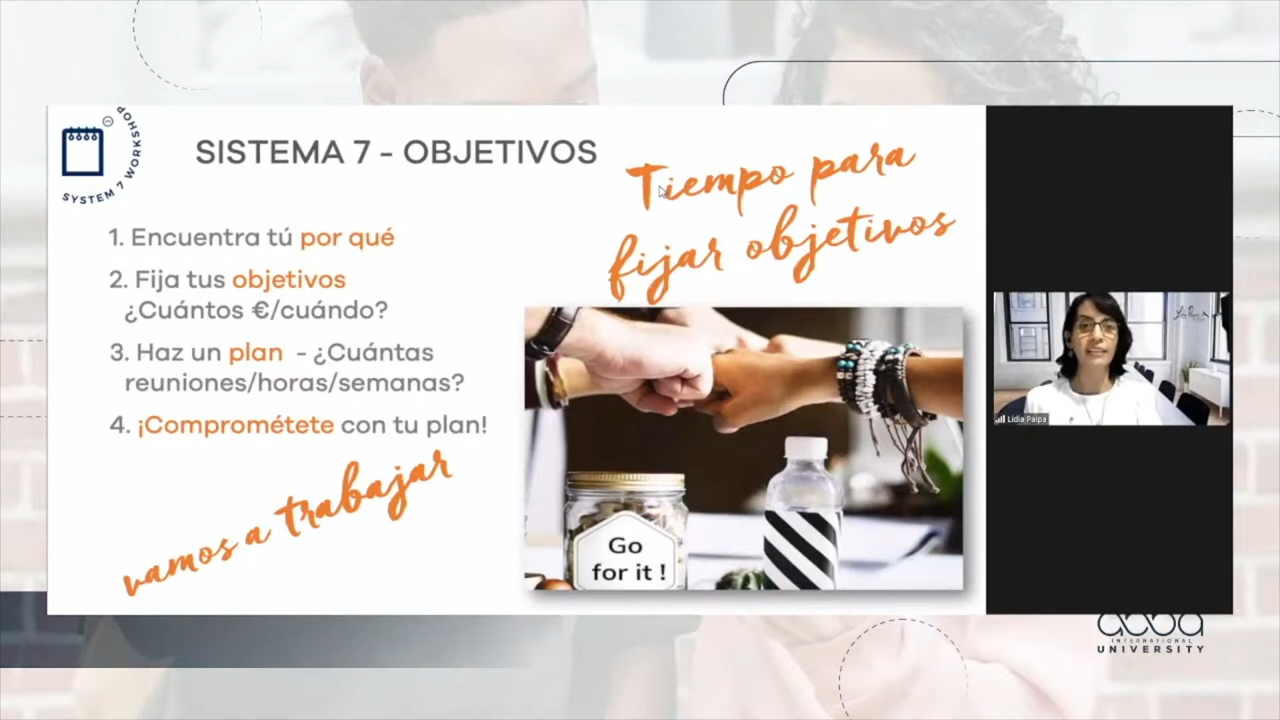 SYSTEM 7 WORKSHOP
SISTEMA 7 - OBJETIVOS
Tiempo para
fijar objetivos
1. Encuentra tú por qué
2. Fija tus objetivos
¿Cuántos €/cuándo?
3. Haz un plan - ¿Cuántas
reuniones/horas/semanas?
4. ¡Comprométete con tu plan!
vamos a trabajar
Go
for it !
Lidia Paipa
INTERNATIONAL
UNIVERSITY